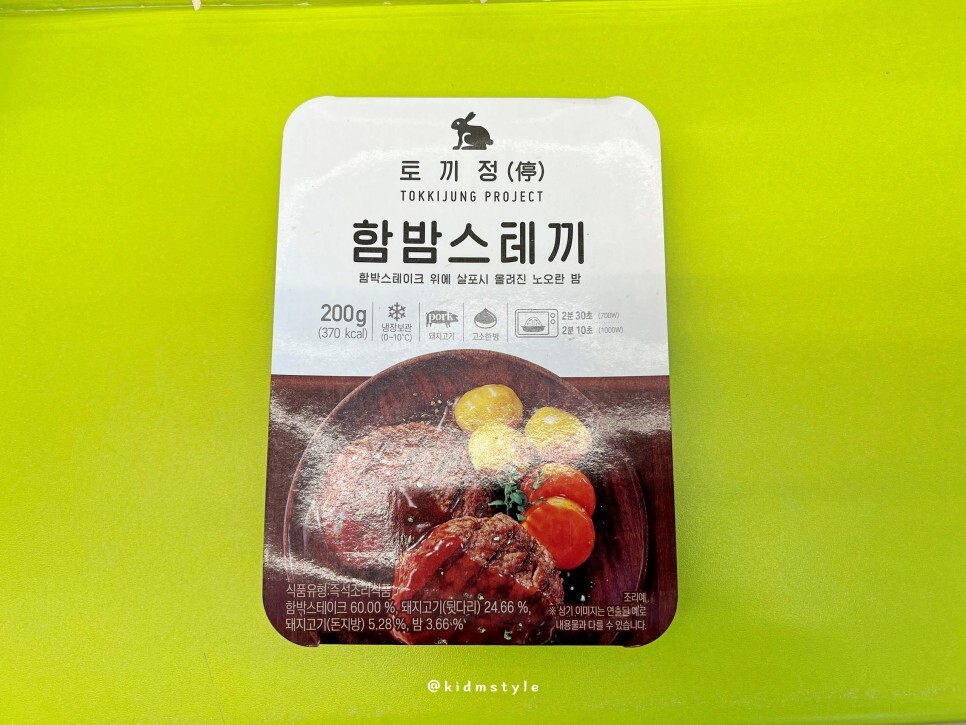 토끼정(停)
TOKKIJUNG PROJECT
함밤스테끼
함박스테이크 위에 살포시 올려진 노오란 밤
200g
(370 kcal)
냉장보관
(0~10℃)
pork
돼지고기
고소한 밤
2분 30초 (700W)
2분 10초 (1000W)
식품유형:즉석조리식품
함박스테이크 60.00 %, 돼지고기(뒷다리) 24.66 %,
돼지고기(돈지방) 5.28 %, 밤 3.66 %
조리예.
※ 상기 이미지는 연출된 예로
내용물과 다를 수 있습니다.
@kidmstyle